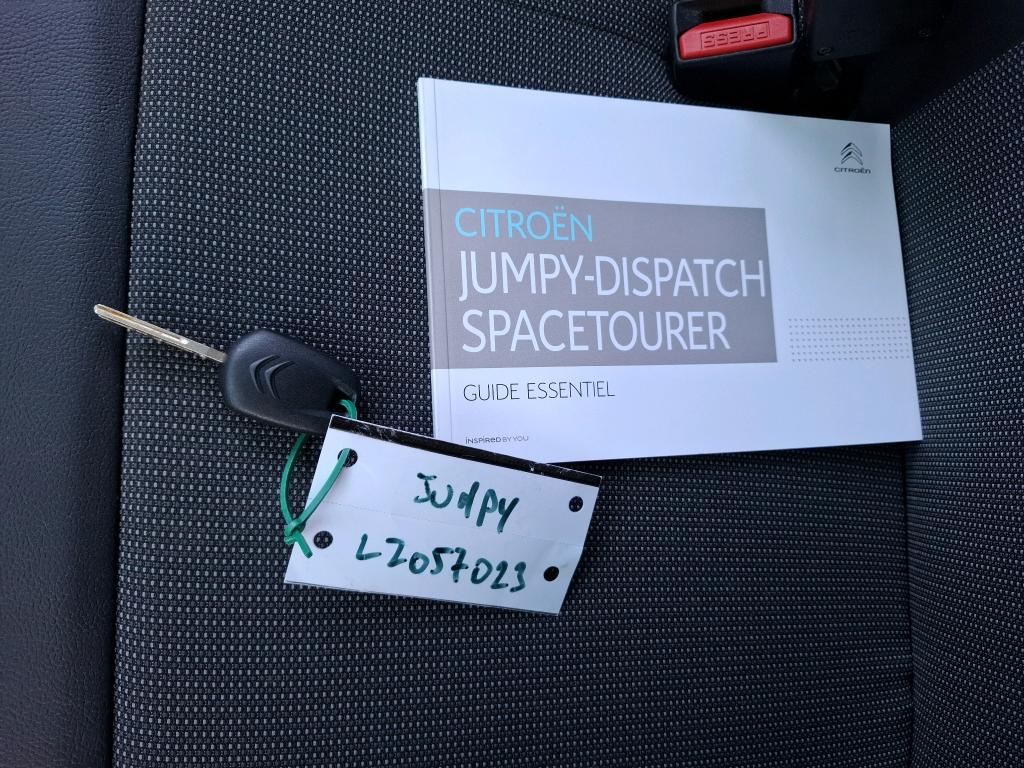 PRESS
CITROËN
CITROËN
JUMPY-DISPATCH
SPACETOURER
GUIDE ESSENTIEL
INSPIRED BY YOU
JUMPY
LZ057023